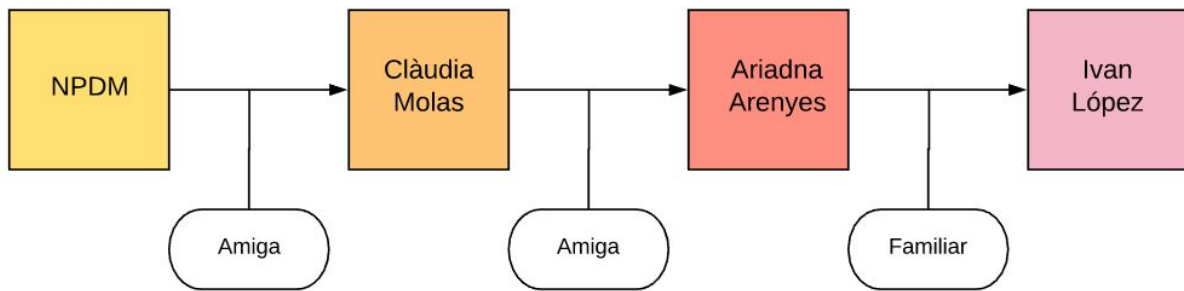 NPDM
Clàudia
Molas
Ariadna
Arenyes
Ivan
López
Amiga
Amiga
Familiar